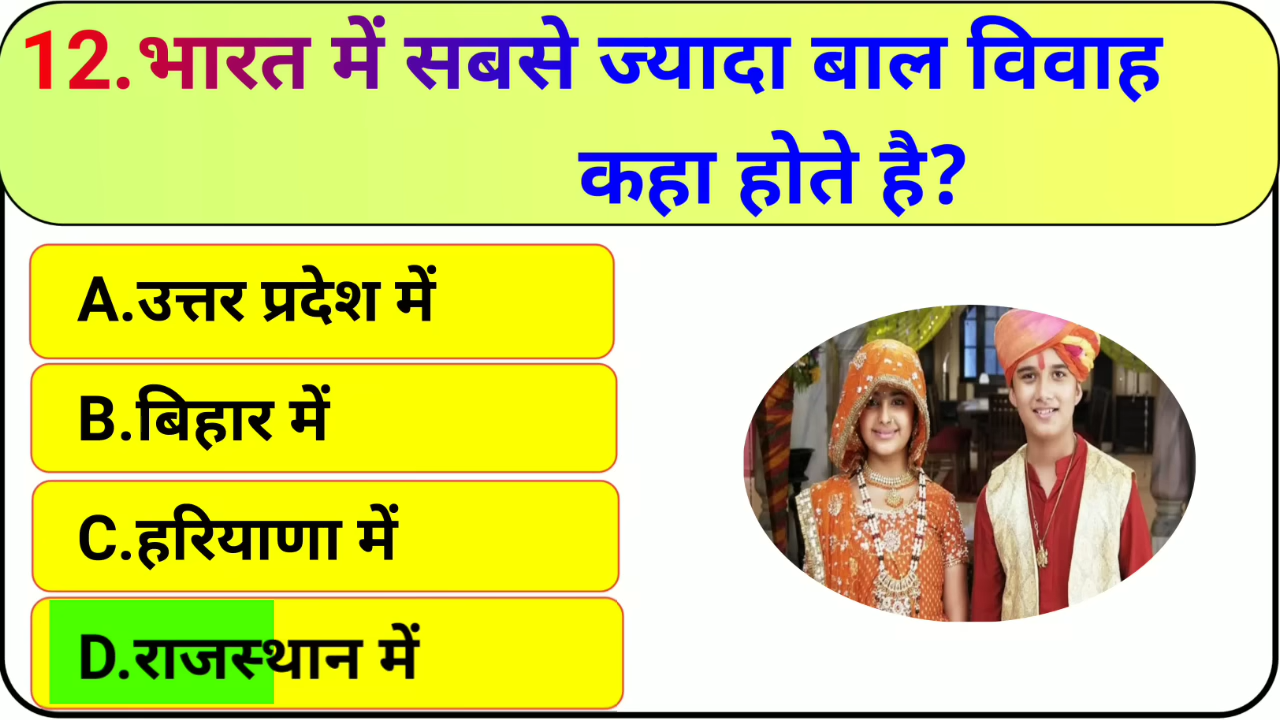 12.भारत में सबसे ज्यादा बाल विवाह
कहा होते है?
A.उत्तर प्रदेश में
B.बिहार में
C.हरियाणा में
D.राजस्थान में